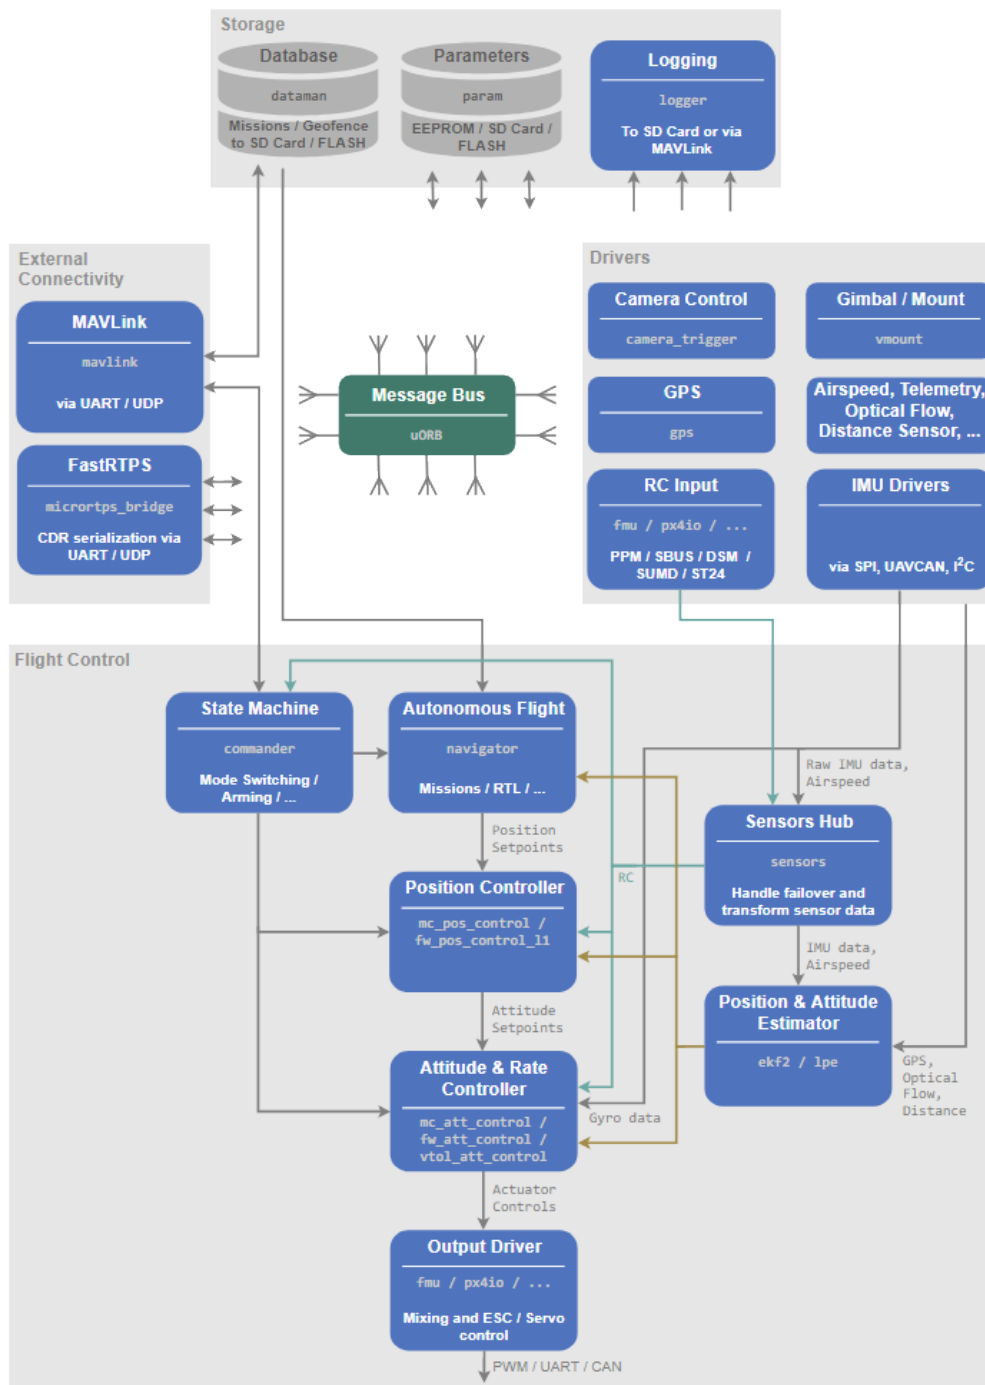 Storage
Database
dataman
Missions / Geofence
to SD Card / FLASH
Parameters
param
EEPROM / SD Card /
FLASH
Logging
logger
To SD Card or via
MAVLink
External
Connectivity
MAVLink
mavlink
via UART / UDP
FastRTPS
micrortps_bridge
CDR serialization via
UART / UDP
Message Bus
uORB
Drivers
Camera Control
camera_trigger
Gimbal / Mount
vmount
GPS
gps
Airspeed, Telemetry,
Optical Flow,
Distance Sensor, ...
RC Input
fmu / px4io / ...
PPM / SBUS / DSM /
SUMD / ST24
IMU Drivers
via SPI, UAVCAN, I²C
Flight Control
State Machine
commander
Mode Switching /
Arming / ...
Autonomous Flight
navigator
Missions / RTL / ...
Raw IMU data,
Airspeed
Sensors Hub
sensors
Handle failover and
transform sensor data
Position
Setpoints
RC
Position Controller
mc_pos_control /
fw_pos_control_l1
IMU data,
Airspeed
Position & Attitude
Estimator
ekf2 / lpe
GPS,
Optical
Flow,
Distance
Attitude
Setpoints
Attitude & Rate
Controller
mc_att_control /
fw_att_control /
vtol_att_control
Gyro data
Actuator
Controls
Output Driver
fmu / px4io / ...
Mixing and ESC / Servo
control
PWM / UART / CAN